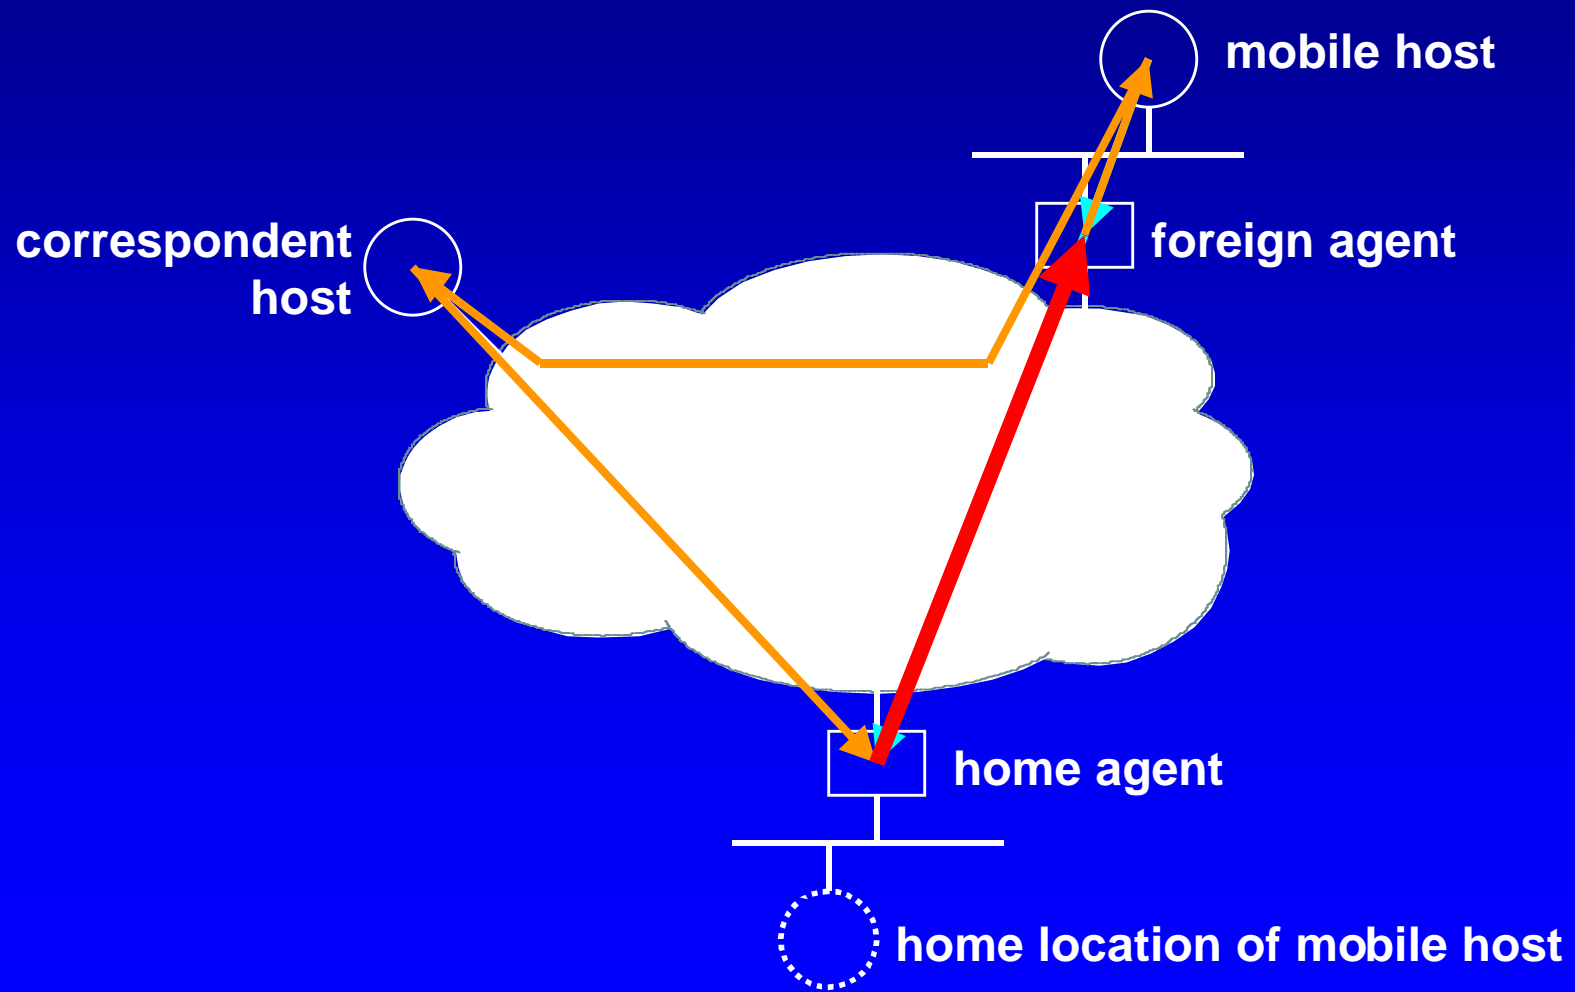 mobile host
correspondent
host
foreign agent
home agent
home location of mobile host